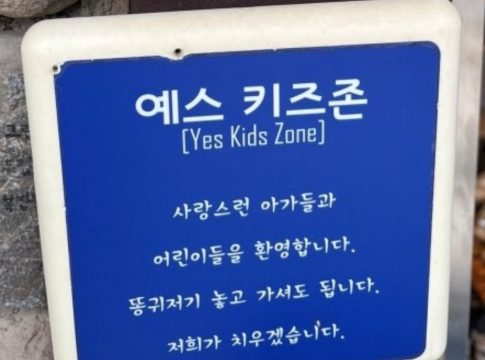 예스 키즈존
[Yes Kids Zone]
사랑스런 아가들과
어린이들을 환영합니다.
똥귀저기 놓고 가셔도 됩니다.
저희가 치우겠습니다.